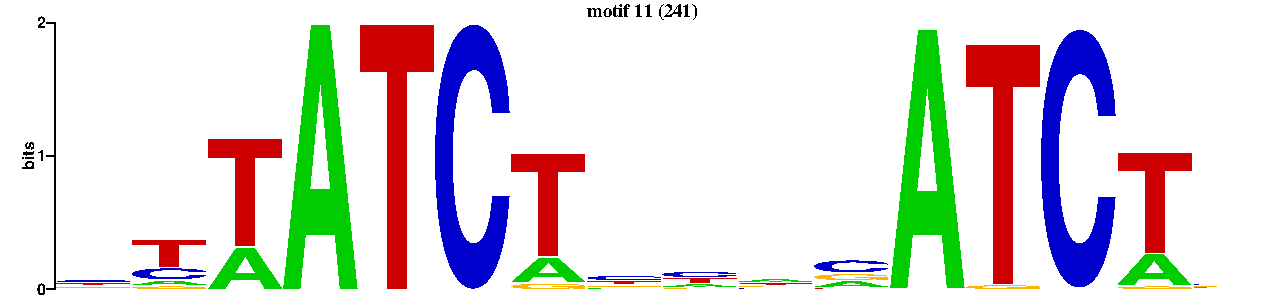 motif 11 (241)
2
bits
1
0
T T A T C T A T C T
C A A C A
A